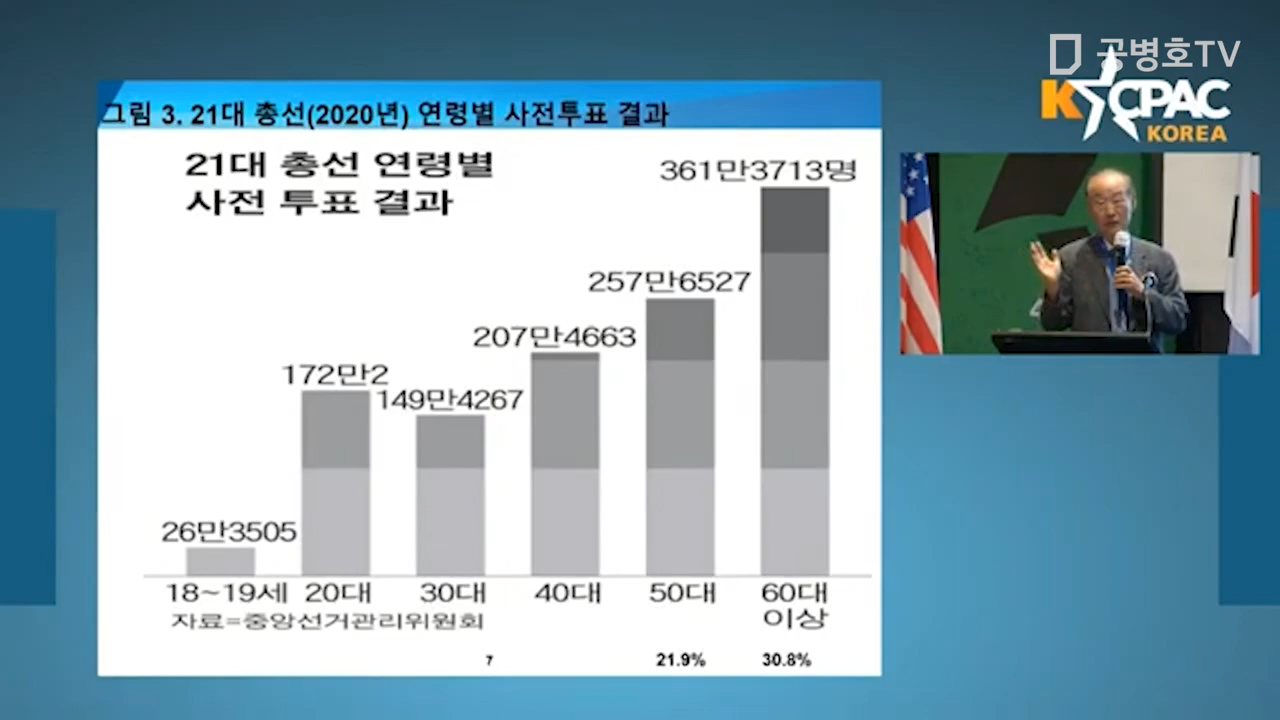 공병호TV
K CPAC
KOREA
그림 3. 21대 총선(2020년) 연령별 사전투표 결과
21대 총선 연령별
사전 투표 결과
361만3713명
257만6527
207만4663
172만2
149만4267
26만3505
18~19세 20대 30대 40대 50대 60대
이상
자료=중앙선거관리위원회
7 21.9% 30.8%